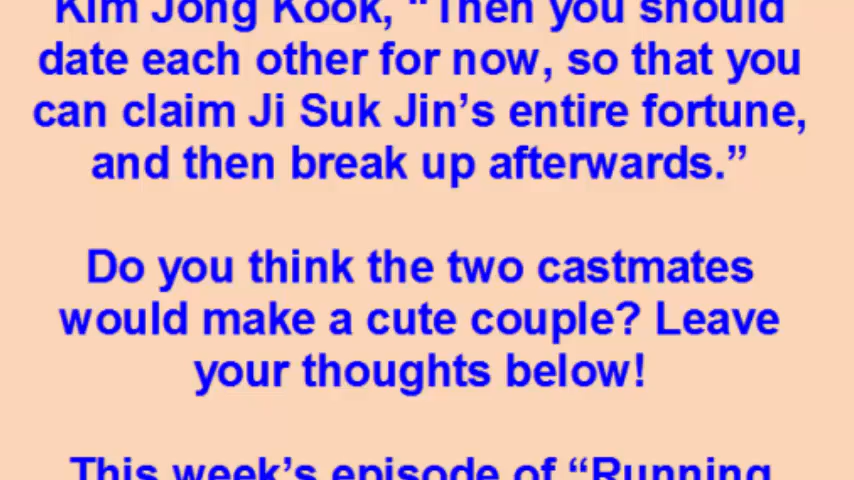 Kim Jong Kook, “Then you should
date each other for now, so that you
can claim Ji Suk Jin’s entire fortune,
and then break up afterwards.”
Do you think the two castmates
would make a cute couple? Leave
your thoughts below!
This week’s episode of “Running